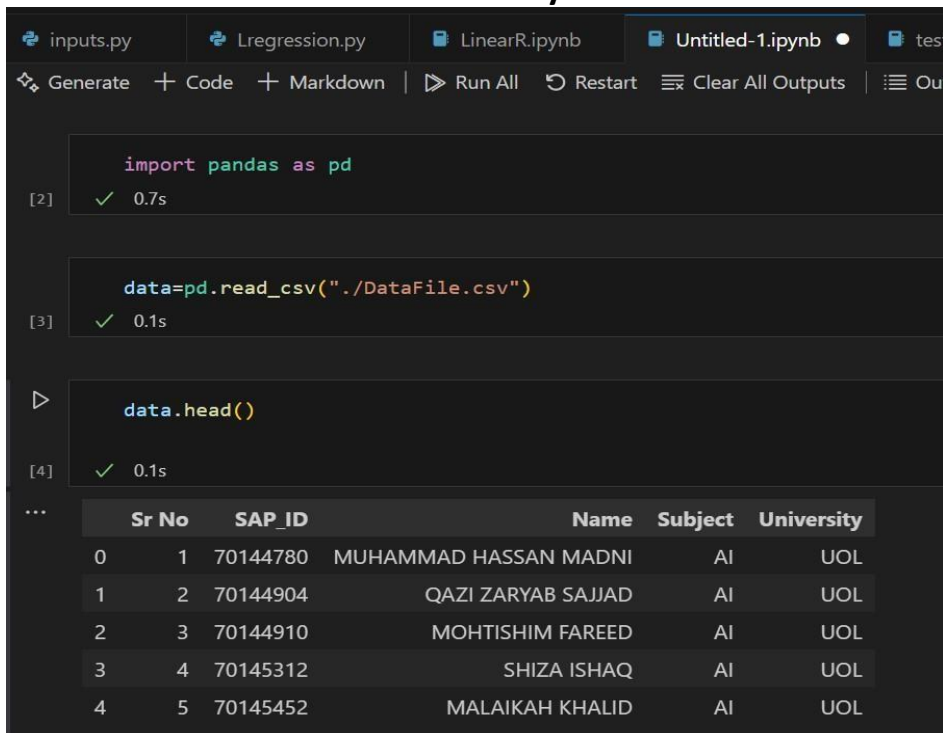 inputs.py Lregression.py LinearR.ipynb Untitled-1.ipynb tes
Generate + Code + Markdown | Run All Restart Clear All Outputs | Ou
import pandas as pd
[2] ✓ 0.7s
data=pd.read_csv("./DataFile.csv")
[3] ✓ 0.1s
data.head()
[4] ✓ 0.1s
...
Sr No SAP_ID Name Subject University
0 1 70144780 MUHAMMAD HASSAN MADNI AI UOL
1 2 70144904 QAZI ZARYAB SAJJAD AI UOL
2 3 70144910 MOHTISHIM FAREED AI UOL
3 4 70145312 SHIZA ISHAQ AI UOL
4 5 70145452 MALAIKAH KHALID AI UOL